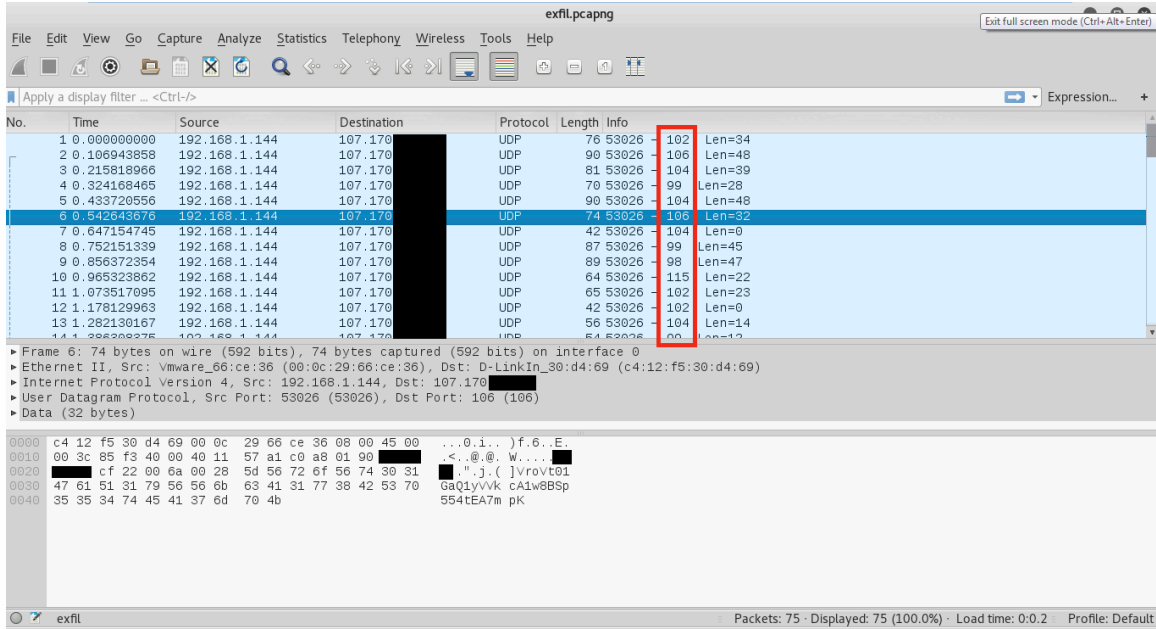 exfil.pcapng
Exit full screen mode (Ctrl+Alt+Enter)
File Edit View Go Capture Analyze Statistics Telephony Wireless Tools Help
Apply a display filter ... <Ctrl-/> Expression... +
No. Time Source Destination Protocol Length Info
1 0.000000000 192.168.1.144 107.170 UDP 76 53026 → 102 Len=34
2 0.106943858 192.168.1.144 107.170 UDP 90 53026 → 106 Len=48
3 0.215818966 192.168.1.144 107.170 UDP 81 53026 → 104 Len=39
4 0.324168465 192.168.1.144 107.170 UDP 70 53026 → 99 Len=28
5 0.433720556 192.168.1.144 107.170 UDP 90 53026 → 104 Len=48
6 0.542643676 192.168.1.144 107.170 UDP 74 53026 → 106 Len=32
7 0.647154745 192.168.1.144 107.170 UDP 42 53026 → 104 Len=0
8 0.752151339 192.168.1.144 107.170 UDP 87 53026 → 99 Len=45
9 0.856372354 192.168.1.144 107.170 UDP 89 53026 → 98 Len=47
10 0.965323862 192.168.1.144 107.170 UDP 64 53026 → 115 Len=22
11 1.073517095 192.168.1.144 107.170 UDP 65 53026 → 102 Len=23
12 1.178129963 192.168.1.144 107.170 UDP 42 53026 → 102 Len=0
13 1.282130167 192.168.1.144 107.170 UDP 56 53026 → 104 Len=14
Frame 6: 74 bytes on wire (592 bits), 74 bytes captured (592 bits) on interface 0
Ethernet II, Src: Vmware_66:ce:36 (00:0c:29:66:ce:36), Dst: D-LinkIn_30:d4:69 (c4:12:f5:30:d4:69)
Internet Protocol Version 4, Src: 192.168.1.144, Dst: 107.170
User Datagram Protocol, Src Port: 53026 (53026), Dst Port: 106 (106)
Data (32 bytes)
0000 c4 12 f5 30 d4 69 00 0c 29 66 ce 36 08 00 45 00 ...0.i.. )f.6..E.
0010 00 3c 85 f3 40 00 40 11 57 a1 c0 a8 01 90 .<..@.@. W.....
0020 cf 22 00 6a 00 28 5d 56 72 6f 56 74 30 31 .".j.( ]VroVt01
0030 47 61 51 31 79 56 56 6b 63 41 31 77 38 42 53 70 GaQ1yVVk cA1w8BSp
0040 35 35 34 74 45 41 37 6d 70 4b 554tEA7m pK
exfil Packets: 75 · Displayed: 75 (100.0%) · Load time: 0:0.2 Profile: Default